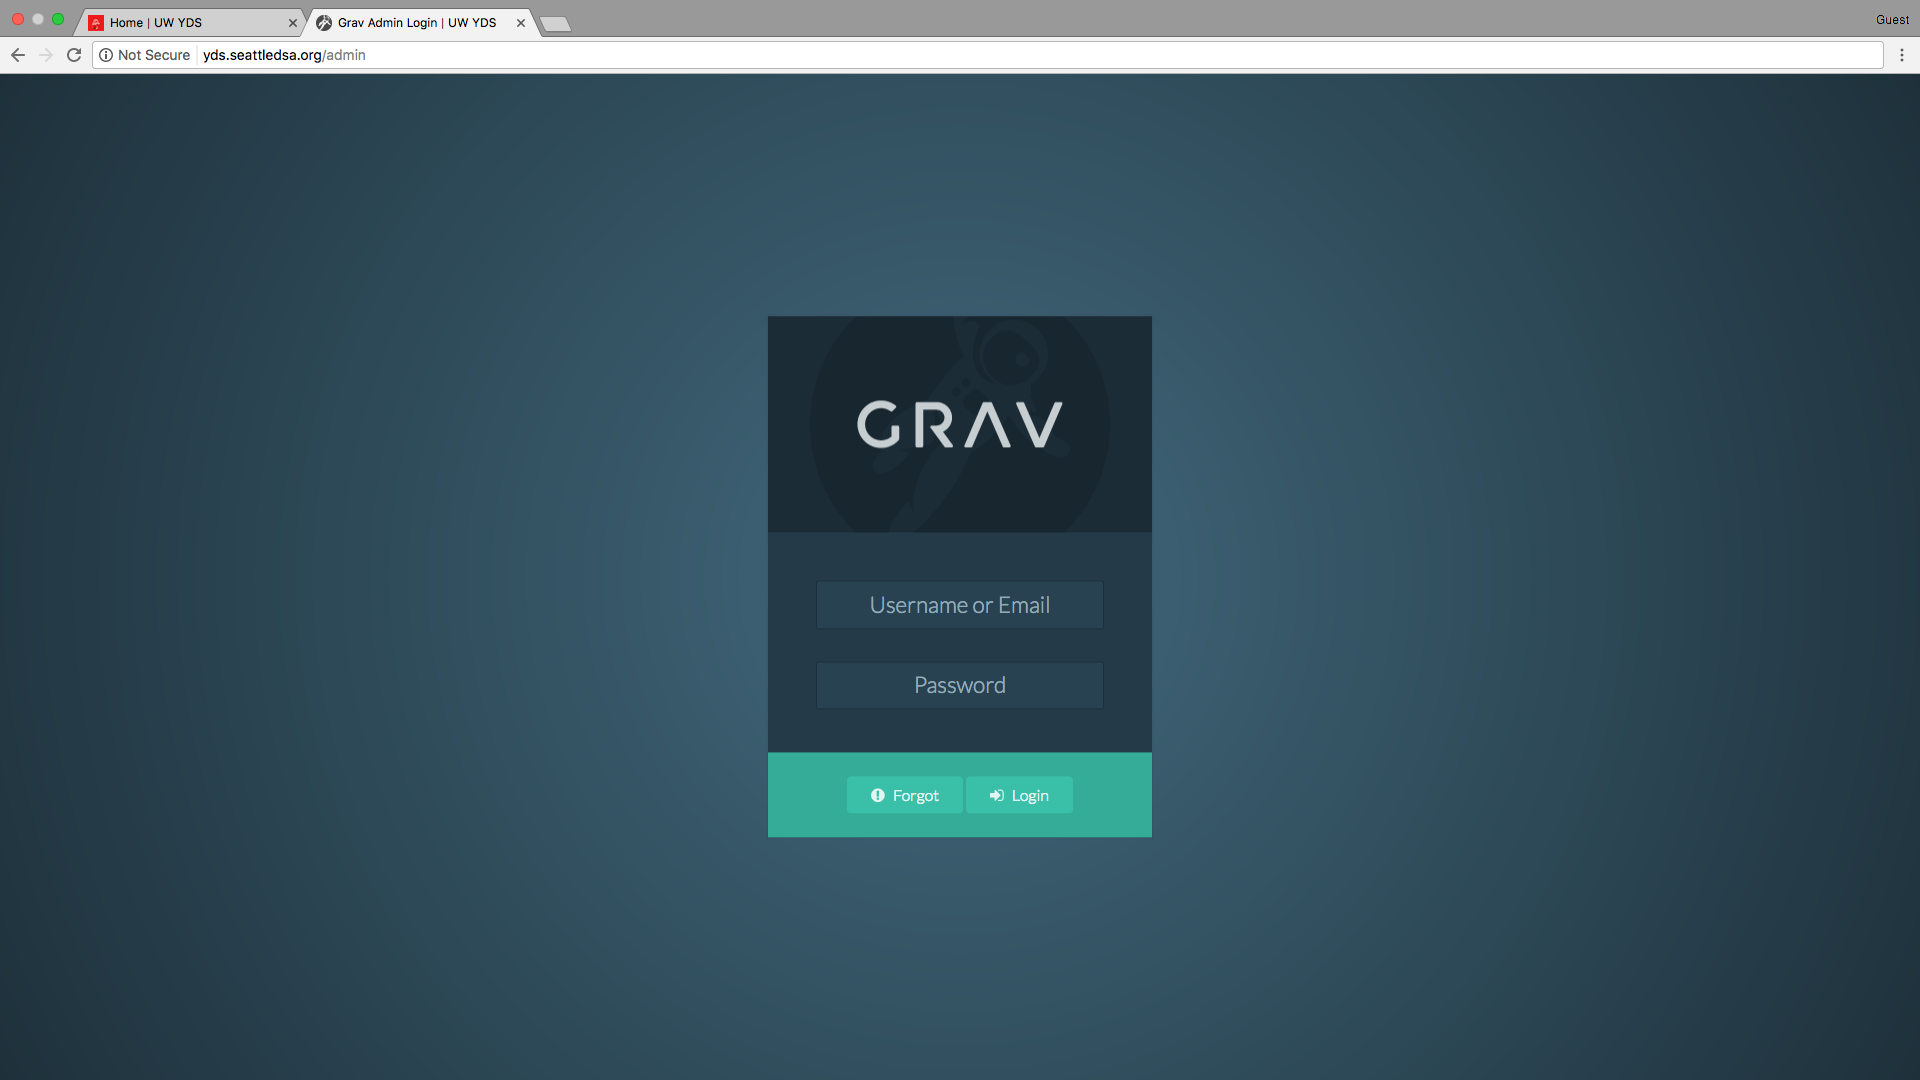 Home | UW YDS
Grav Admin Login | UW YDS
Guest
Not Secure
yds.seattledsa.org/admin
GRAV
Username or Email
Password
Forgot
Login